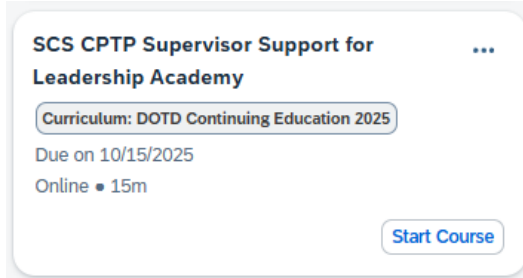 SCS CPTP Supervisor Support for
Leadership Academy
Curriculum: DOTD Continuing Education 2025
Due on 10/15/2025
Online • 15m
Start Course